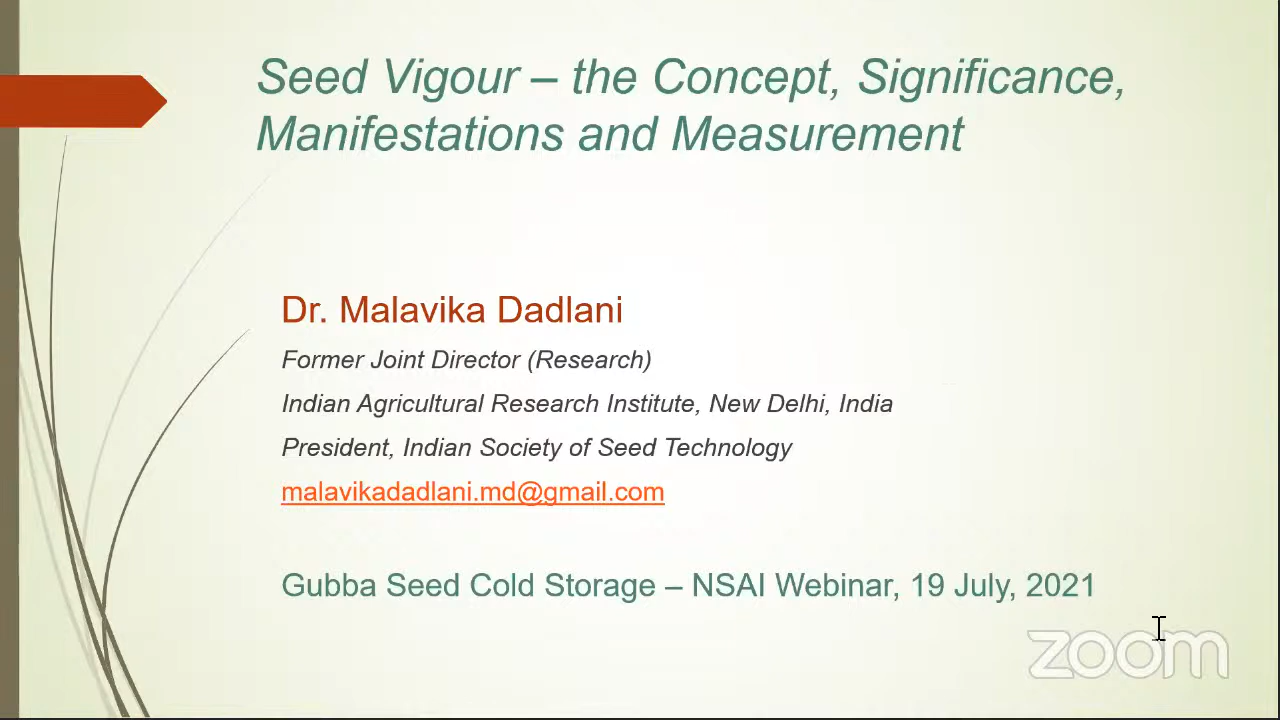 Seed Vigour – the Concept, Significance,
Manifestations and Measurement
Dr. Malavika Dadlani
Former Joint Director (Research)
Indian Agricultural Research Institute, New Delhi, India
President, Indian Society of Seed Technology
malavikadadlani.md@gmail.com
Gubba Seed Cold Storage – NSAI Webinar, 19 July, 2021
zoom